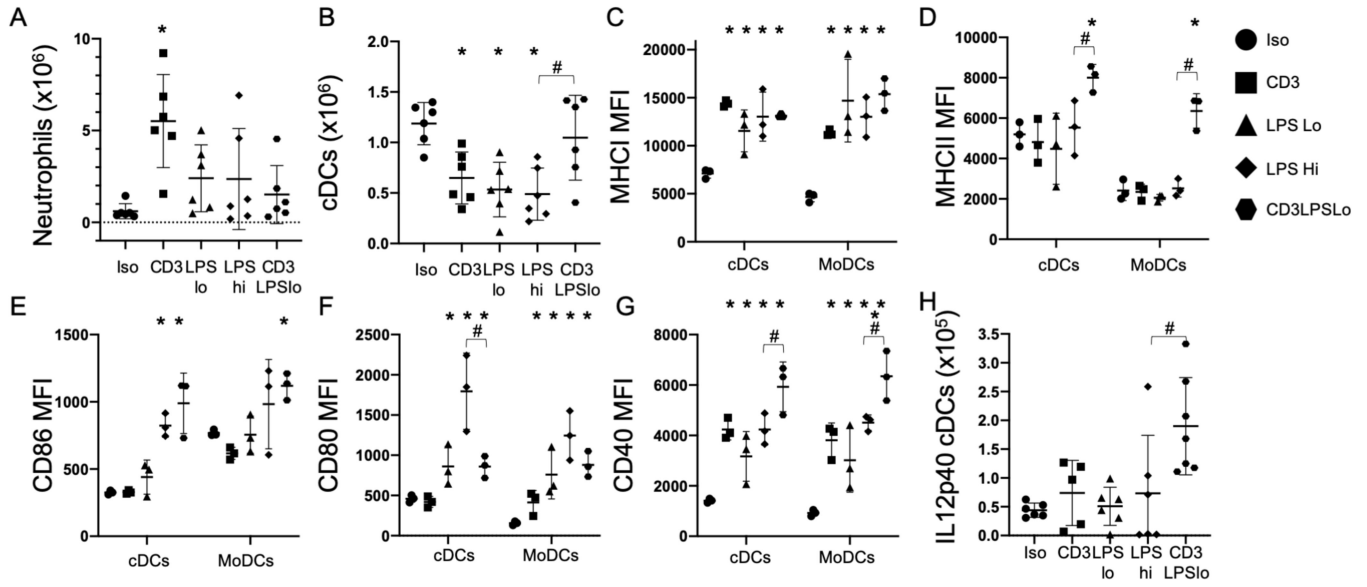 A
Neutrophils (x10⁶)
10
5
0
*
Iso
CD3
LPS
lo
LPS
hi
CD3
LPSlo
B
cDCs (x10⁶)
2.0
1.5
1.0
0.5
0.0
* * *
#
Iso
CD3
LPS
lo
LPS
hi
CD3
LPSlo
C
MHCI MFI
20000
15000
10000
5000
0
* * * * * * * *
cDCs
MoDCs
D
MHCII MFI
10000
8000
6000
4000
2000
0
* *
# #
cDCs
MoDCs
Iso
CD3
LPS Lo
LPS Hi
CD3LPSLo
E
CD86 MFI
1500
1000
500
0
* * *
cDCs
MoDCs
F
CD80 MFI
2500
2000
1500
1000
500
0
* * * * * * *
#
cDCs
MoDCs
G
CD40 MFI
8000
6000
4000
2000
0
* * * * * * * *
*
# #
cDCs
MoDCs
H
IL12p40 cDCs (x10⁵)
3.5
3.0
2.5
2.0
1.5
1.0
0.5
0.0
#
Iso
CD3
LPS
lo
LPS
hi
CD3
LPSlo